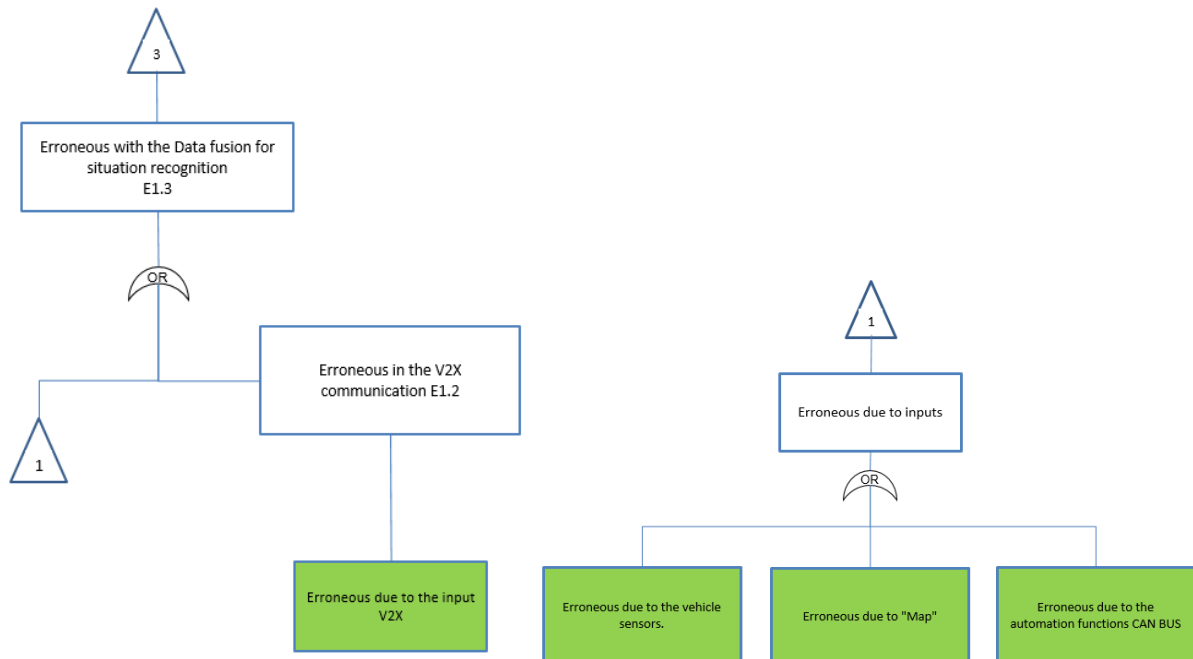 3
Erroneous with the Data fusion for
situation recognition
E1.3
OR
Erroneous in the V2X
communication E1.2
1
Erroneous due to the input
V2X
1
Erroneous due to inputs
OR
Erroneous due to the vehicle
sensors.
Erroneous due to "Map"
Erroneous due to the
automation functions CAN BUS